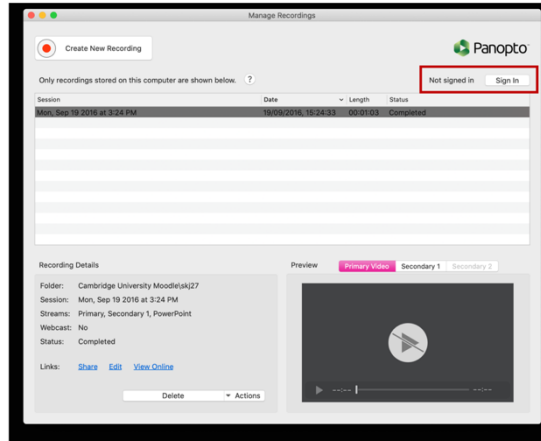 Manage Recordings
Create New Recording
Panopto
Only recordings stored on this computer are shown below. ?
Not signed in Sign In
Session Date Length Status
Mon, Sep 19 2016 at 3:24 PM 19/09/2016, 15:24:33 00:01:03 Completed
Recording Details
Preview Primary Video Secondary 1 Secondary 2
Folder: Cambridge University Moodle\skj27
Session: Mon, Sep 19 2016 at 3:24 PM
Streams: Primary, Secondary 1, PowerPoint
Webcast: No
Status: Completed
Links: Share Edit View Online
Delete Actions
--:-- --:--